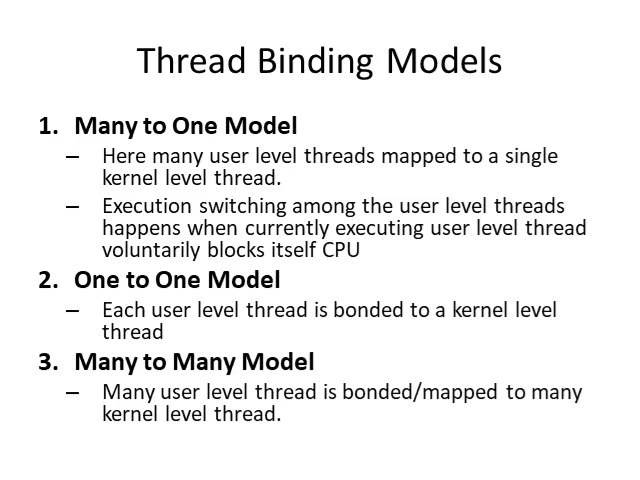 Thread Binding Models
1. Many to One Model
– Here many user level threads mapped to a single
kernel level thread.
– Execution switching among the user level threads
happens when currently executing user level thread
voluntarily blocks itself CPU
2. One to One Model
– Each user level thread is bonded to a kernel level
thread
3. Many to Many Model
– Many user level thread is bonded/mapped to many
kernel level thread.